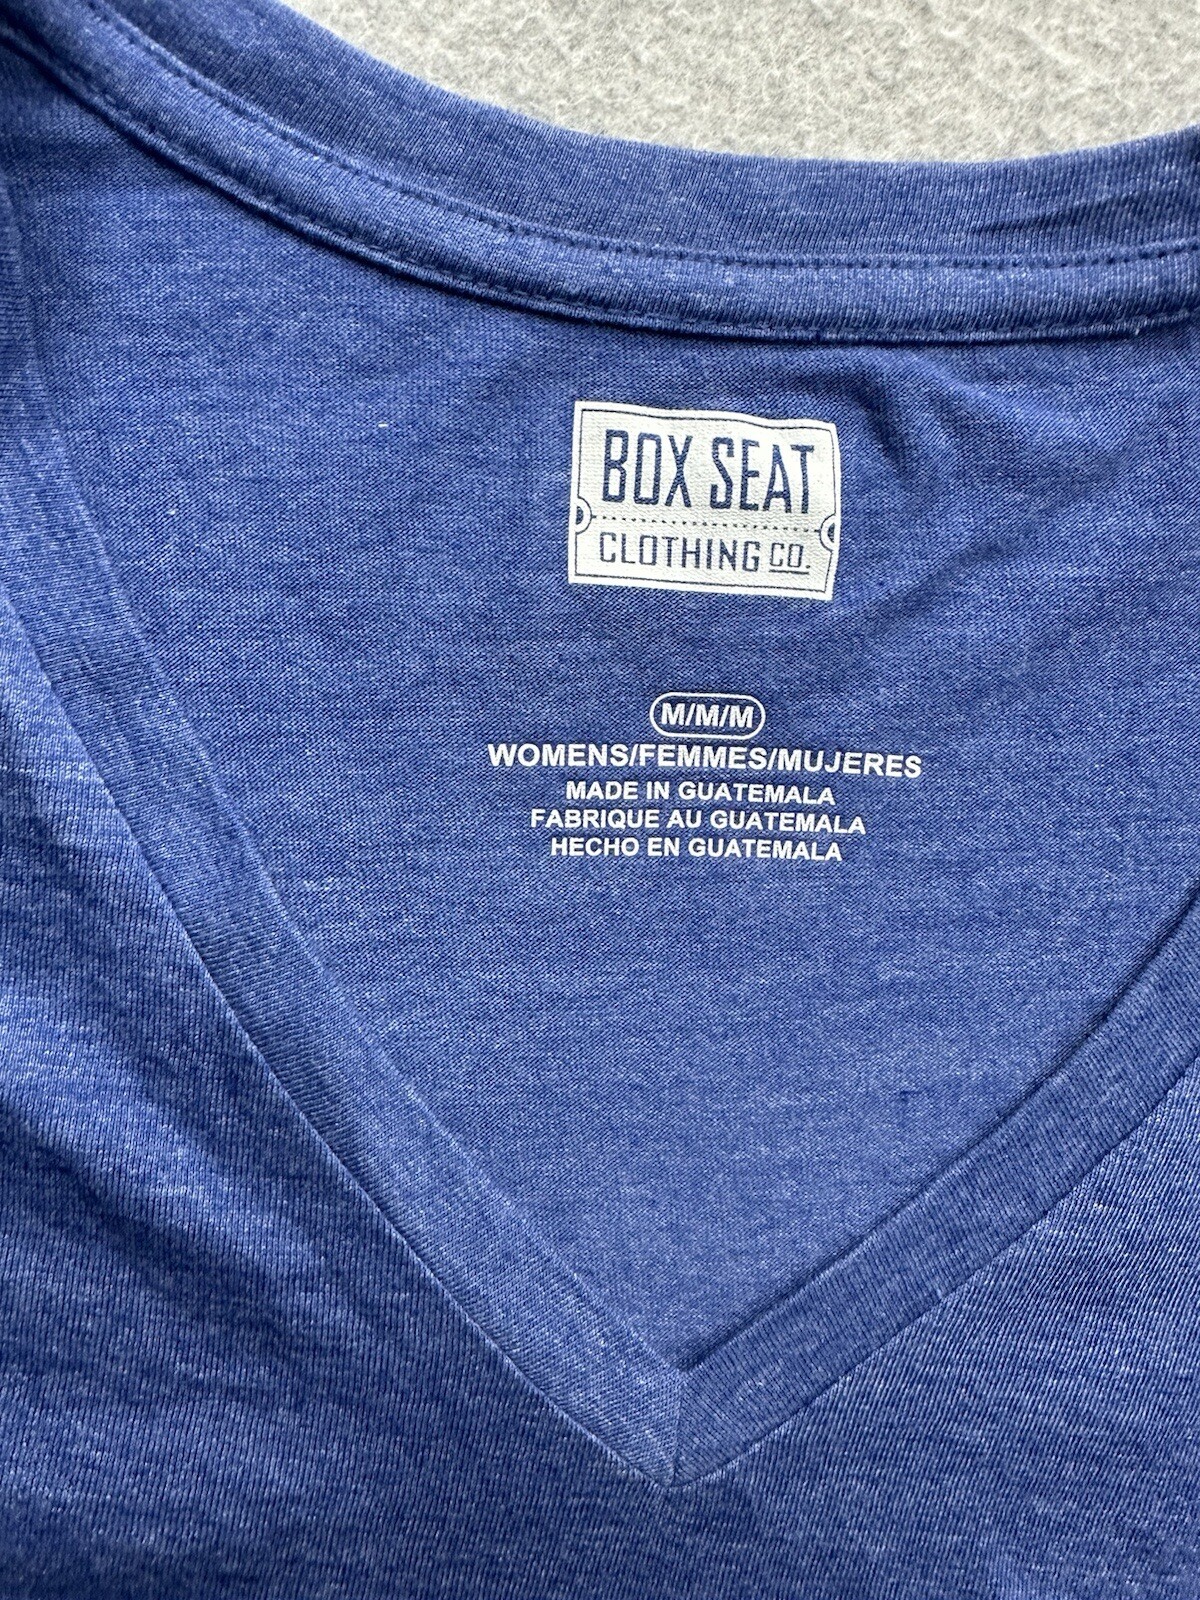 BOX SEAT
CLOTHING CO.
M/M/M
WOMENS/FEMMES/MUJERES
MADE IN GUATEMALA
FABRIQUE AU GUATEMALA
HECHO EN GUATEMALA